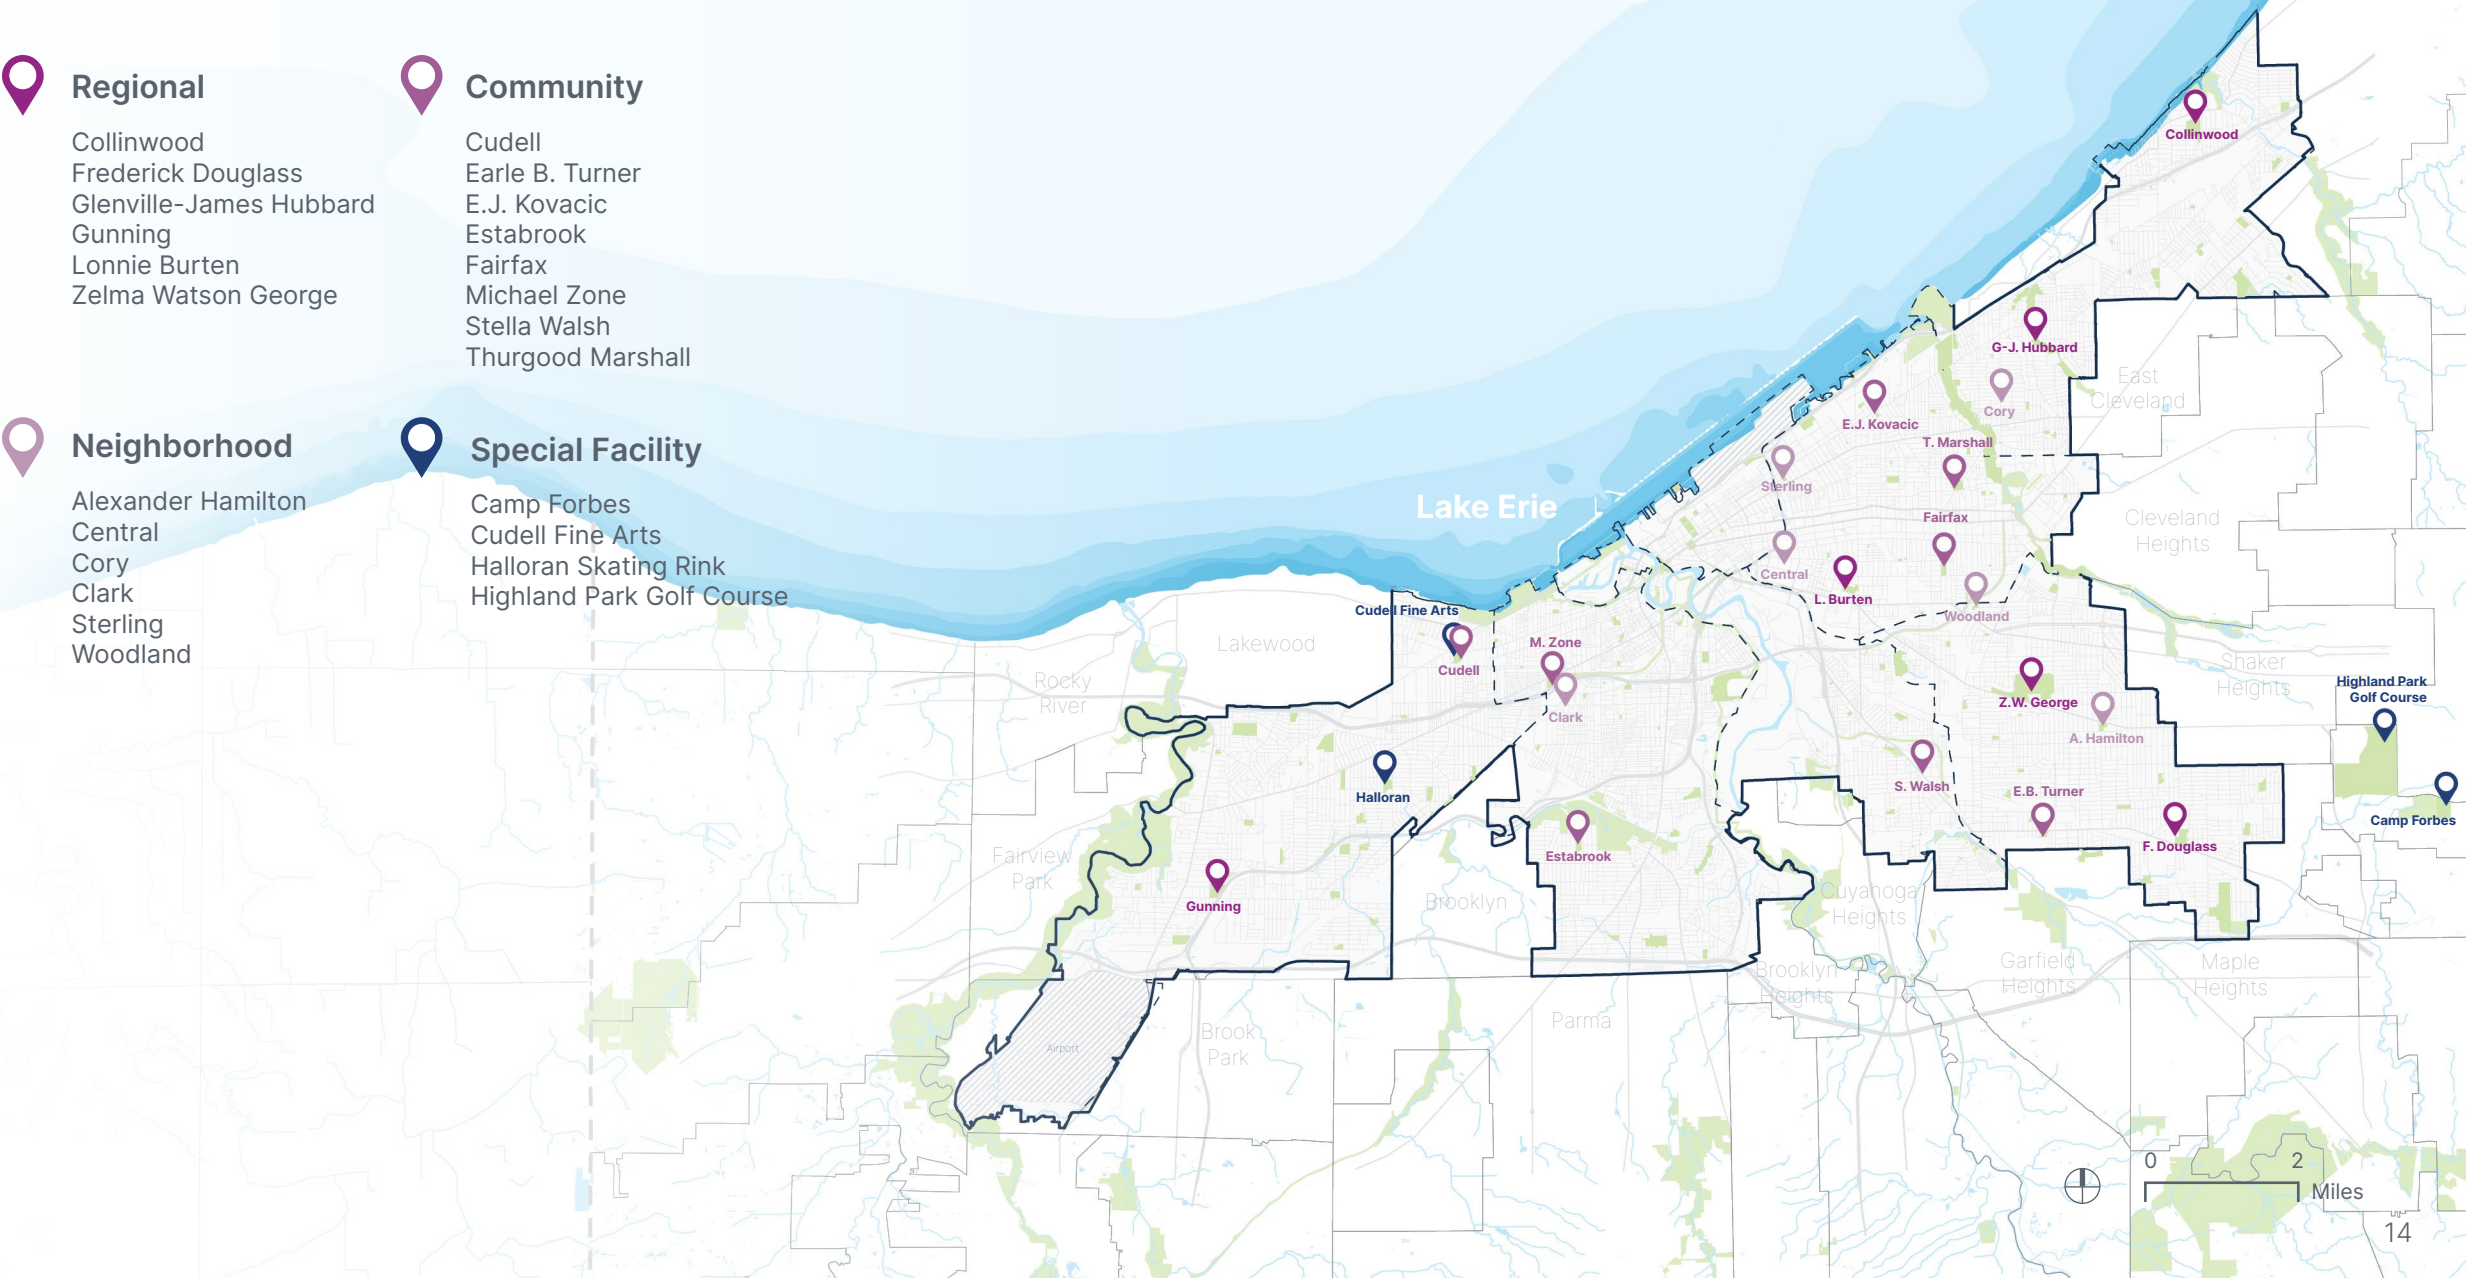 Regional
Collinwood
Frederick Douglass
Glenville-James Hubbard
Gunning
Lonnie Burten
Zelma Watson George
Community
Cudell
Earle B. Turner
E.J. Kovacic
Estabrook
Fairfax
Michael Zone
Stella Walsh
Thurgood Marshall
Neighborhood
Alexander Hamilton
Central
Cory
Clark
Sterling
Woodland
Special Facility
Camp Forbes
Cudell Fine Arts
Halloran Skating Rink
Highland Park Golf Course
Collinwood
G-J. Hubbard
East
Cleveland
Cory
E.J. Kovacic
T. Marshall
Sterling
Lake Erie
Fairfax
Cleveland
Heights
Central
L. Burten
Woodland
Cudell Fine Arts
Lakewood
M. Zone
Cudell
Rocky
River
Clark
Shaker
Heights
Z.W. George
A. Hamilton
Highland Park
Golf Course
Halloran
S. Walsh
E.B. Turner
Camp Forbes
F. Douglass
Estabrook
Fairview
Park
Gunning
Brooklyn
Cuyahoga
Heights
Brooklyn
Heights
Garfield
Heights
Maple
Heights
Airport
Brook
Park
Parma
0 2
Miles
14